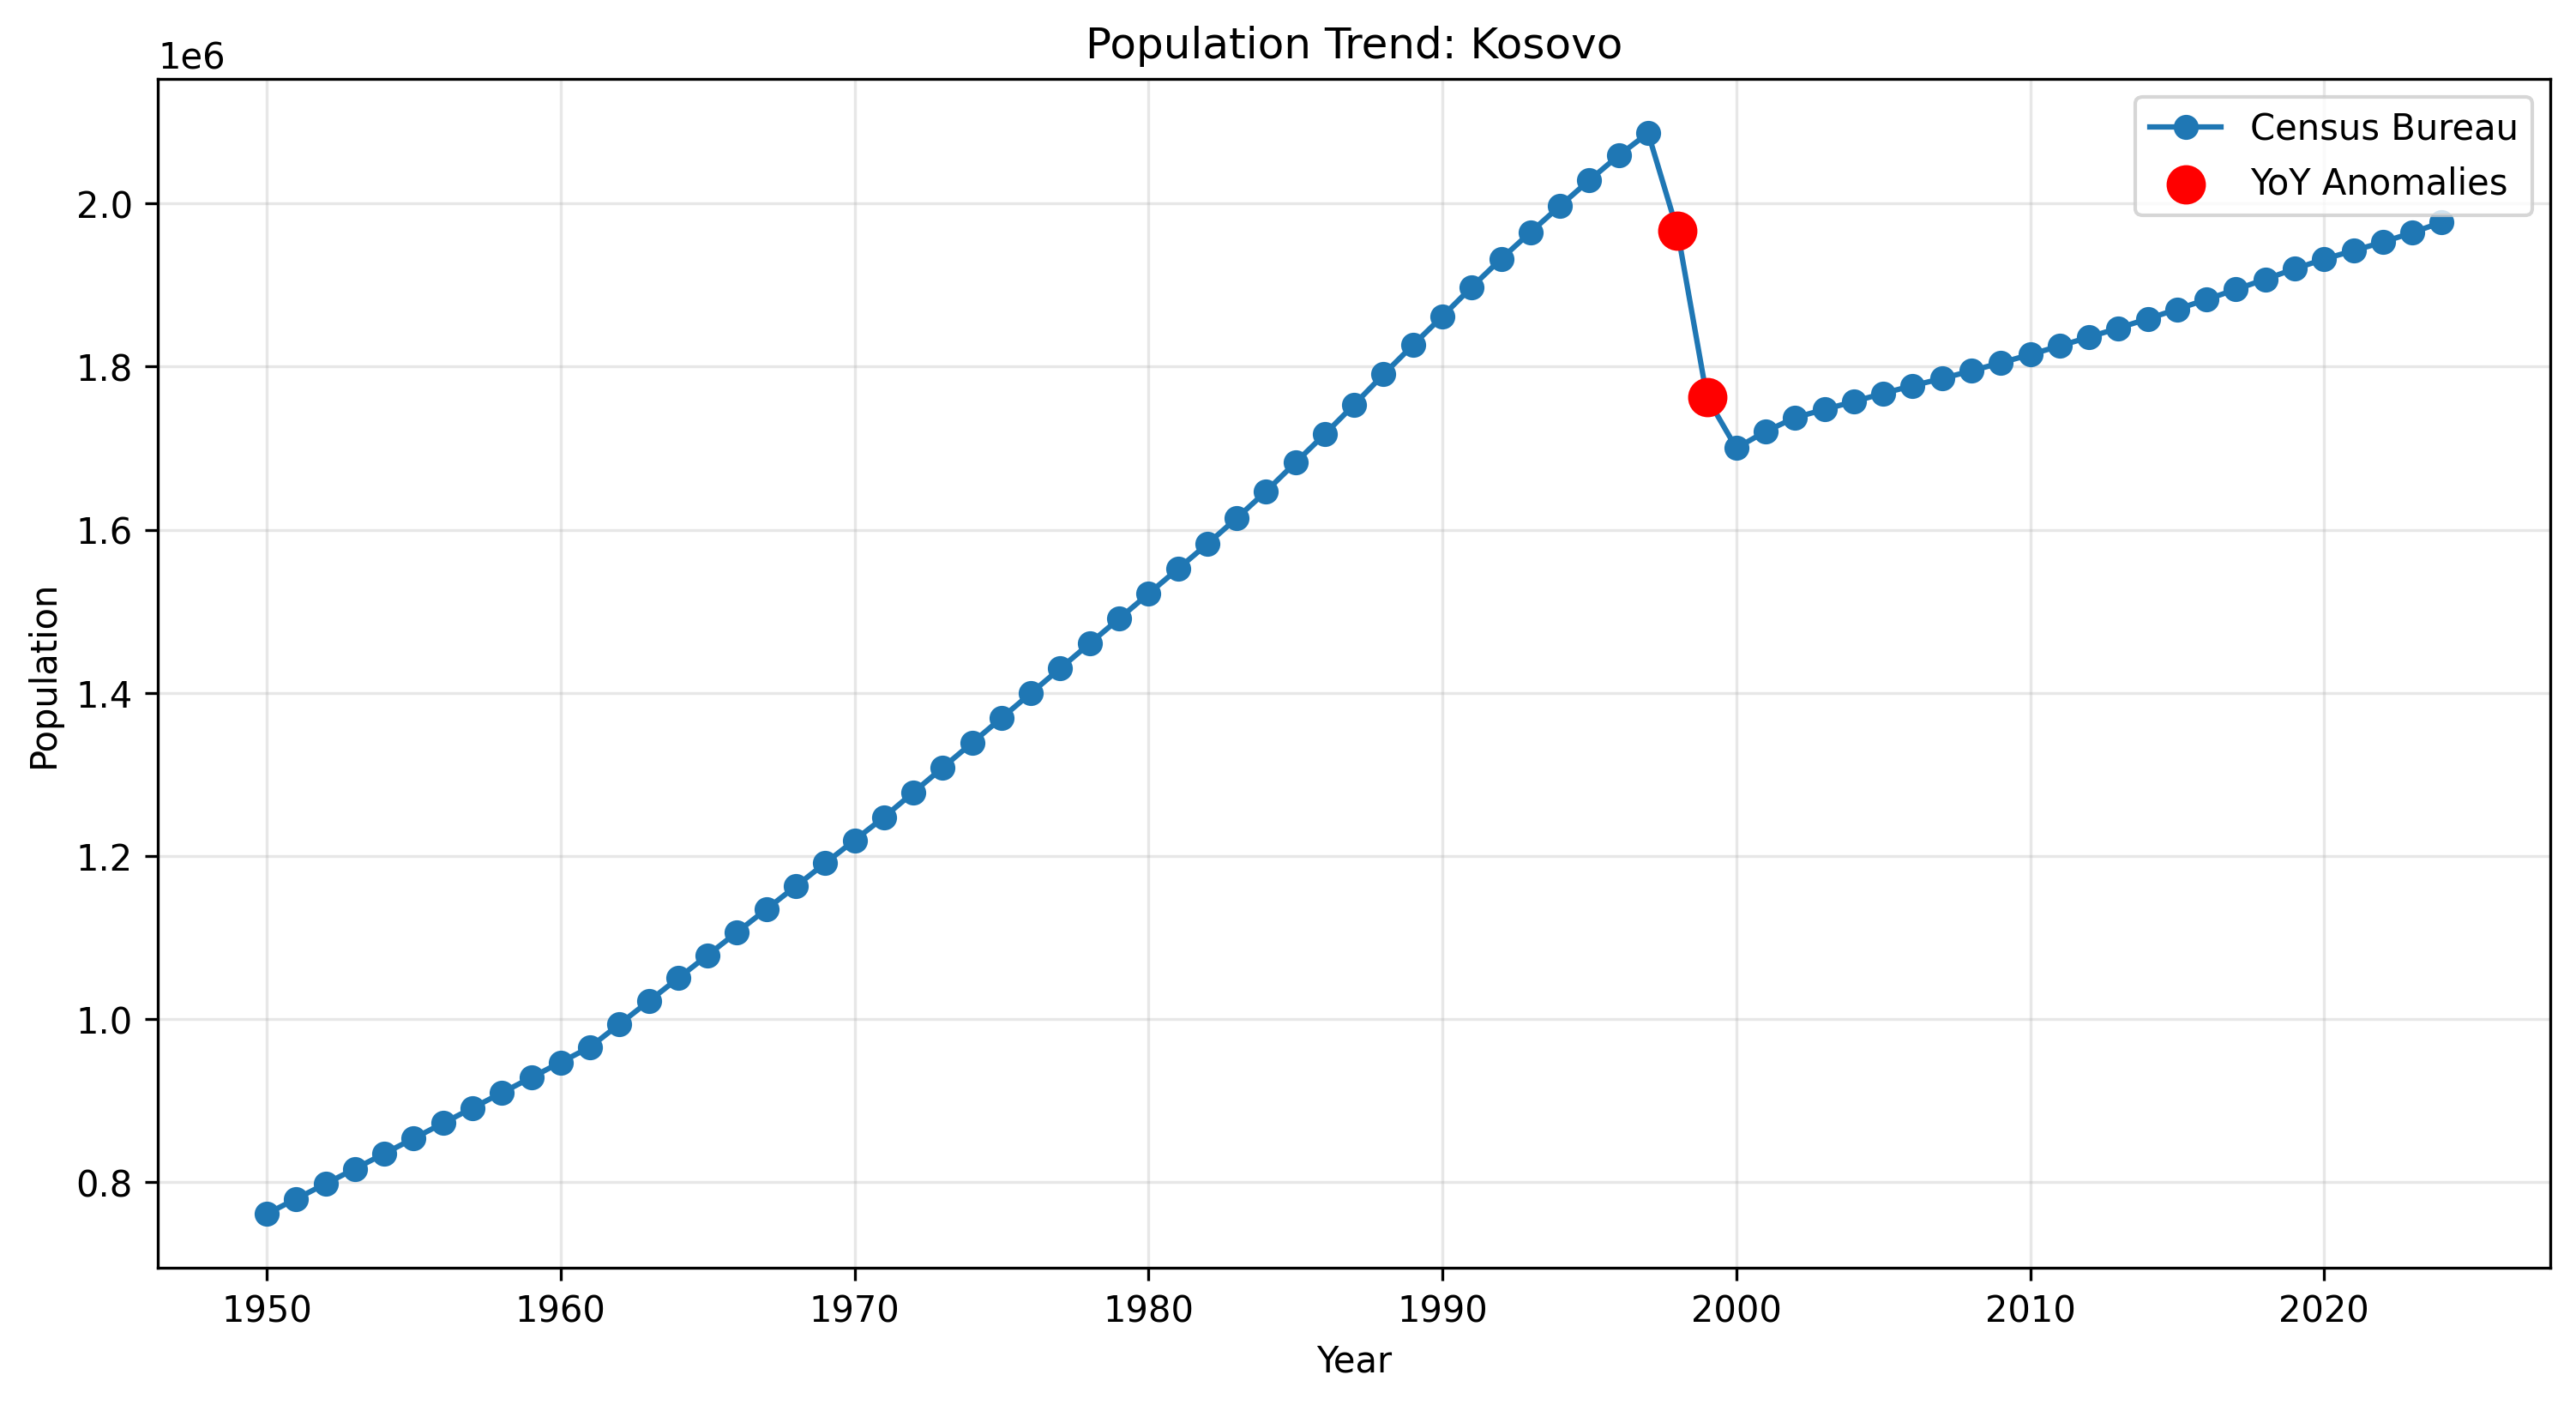 Population Trend: Kosovo
1e6
Census Bureau
YoY Anomalies
2.0
1.8
1.6
1.4
1.2
1.0
0.8
Population
1950 1960 1970 1980 1990 2000 2010 2020
Year